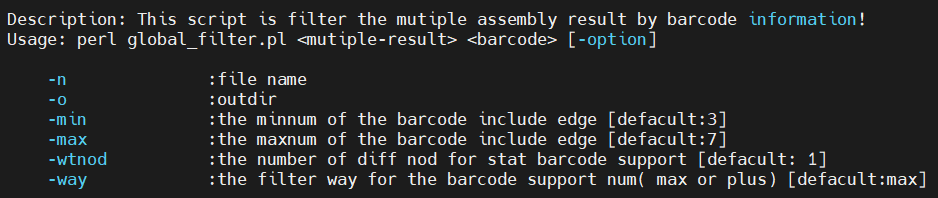 Description: This script is filter the mutiple assembly result by barcode information!
Usage: perl global_filter.pl <mutiple-result> <barcode> [-option]
-n :file name
-o :outdir
-min :the minnum of the barcode include edge [defacult:3]
-max :the maxnum of the barcode include edge [defacult:7]
-wtnod :the number of diff nod for stat barcode support [defacult: 1]
-way :the filter way for the barcode support num( max or plus) [defacult:max]